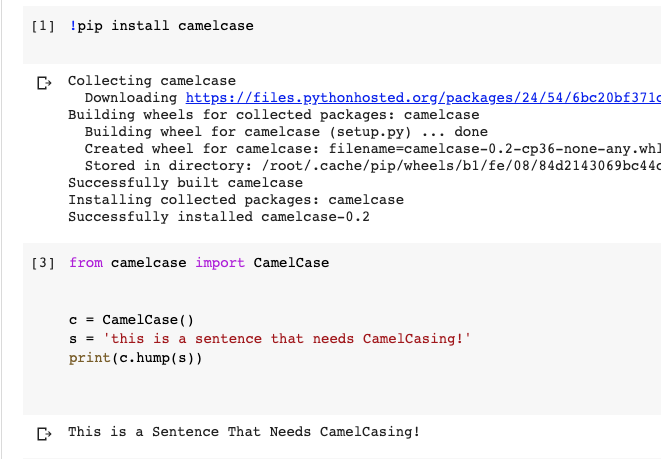 [1] !pip install camelcase
Collecting camelcase
Downloading https://files.pythonhosted.org/packages/24/54/6bc20bf371c
Building wheels for collected packages: camelcase
Building wheel for camelcase (setup.py) ... done
Created wheel for camelcase: filename=camelcase-0.2-cp36-none-any.whl
Stored in directory: /root/.cache/pip/wheels/b1/fe/08/84d2143069bc44c
Successfully built camelcase
Installing collected packages: camelcase
Successfully installed camelcase-0.2
[3] from camelcase import CamelCase
c = CamelCase()
s = 'this is a sentence that needs CamelCasing!'
print(c.hump(s))
This is a Sentence That Needs CamelCasing!